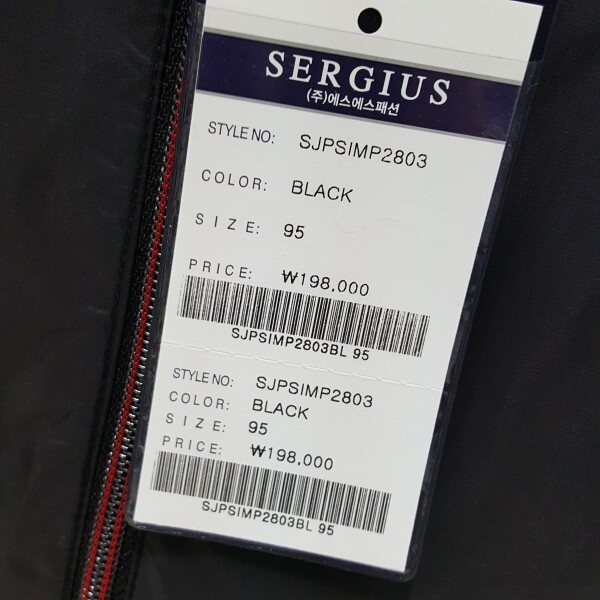 SERGIUS
(주)에스에스패션
STYLE NO: SJPSIMP2803
COLOR: BLACK
SIZE: 95
PRICE: ₩198,000
SJPSIMP2803BL 95
STYLE NO: SJPSIMP2803
COLOR: BLACK
SIZE: 95
PRICE: ₩198,000
SJPSIMP2803BL 95